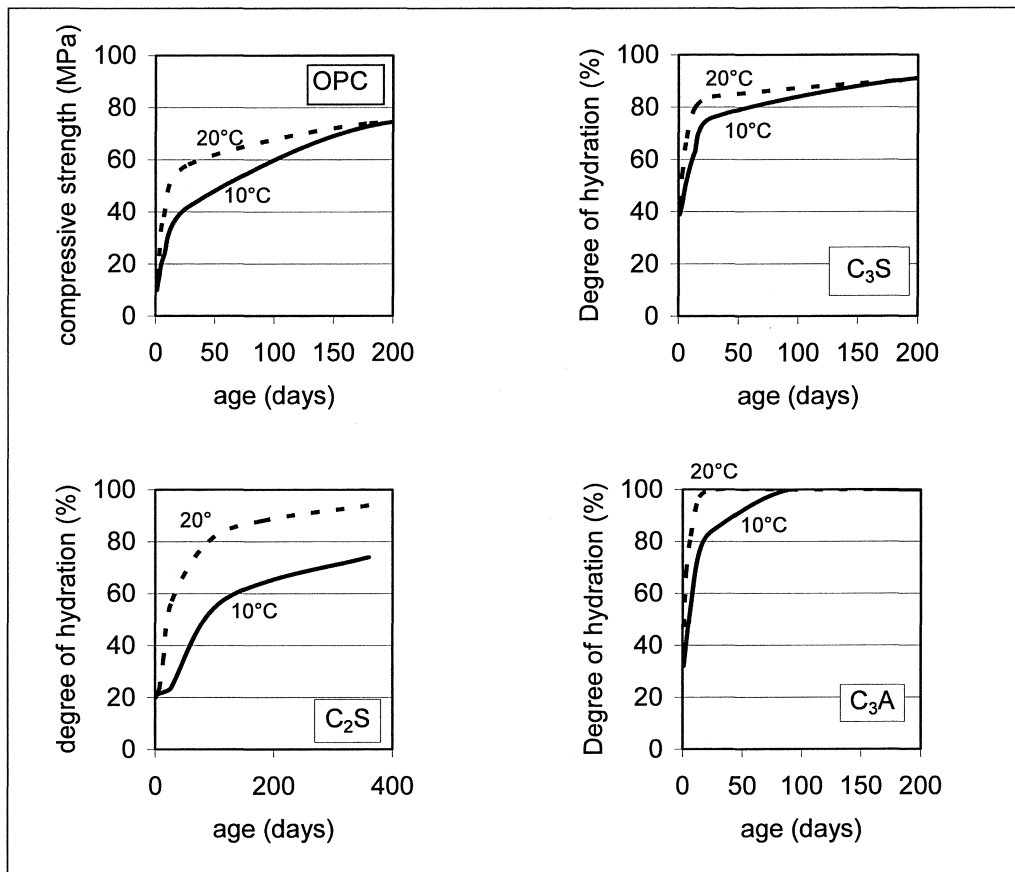 compressive strength (MPa)
100
80
60
40
20
0
OPC
20°C
10°C
0 50 100 150 200
age (days)
Degree of hydration (%)
100
80
60
40
20
0
20°C
10°C
C₃S
0 50 100 150 200
age (days)
degree of hydration (%)
100
80
60
40
20
0
20°
10°C
C₂S
0 200 400
age (days)
Degree of hydration (%)
100
80
60
40
20
0
20°C
10°C
C₃A
0 50 100 150 200
age (days)